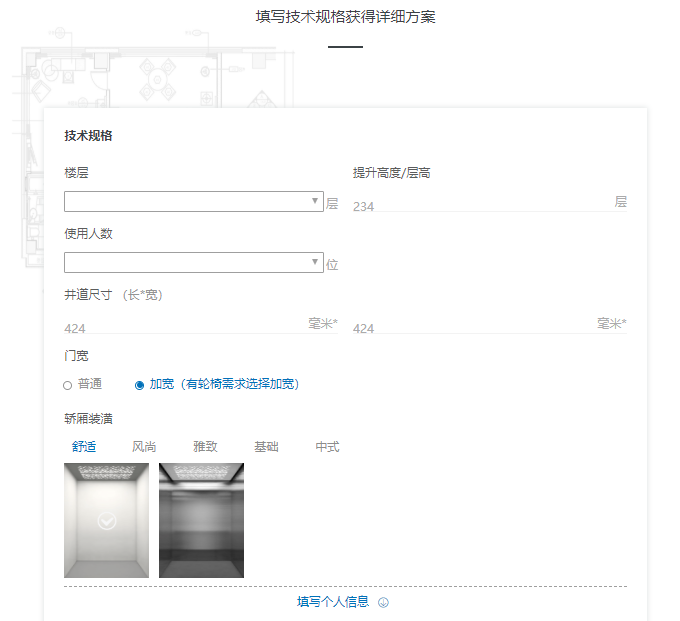 填写技术规格获得详细方案
技术规格
楼层
提升高度/层高
层
234
层
使用人数
位
井道尺寸 (长*宽)
424
毫米*
424
毫米*
门宽
普通
加宽 (有轮椅需求选择加宽)
轿厢装潢
舒适
风尚
雅致
基础
中式
填写个人信息